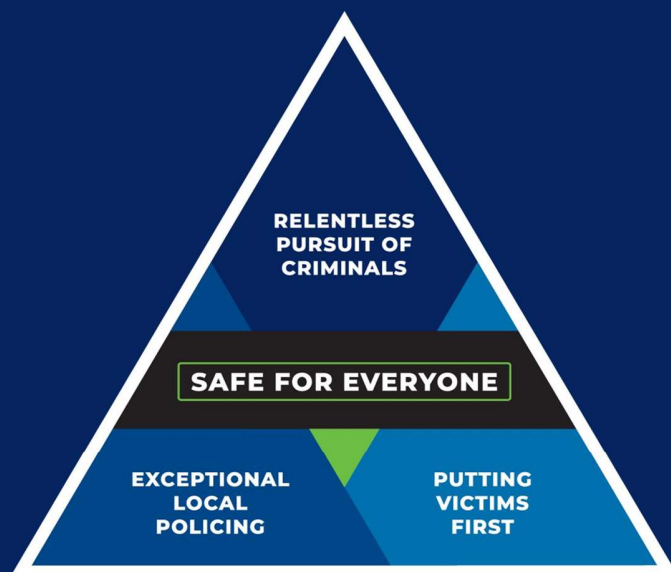 RELENTLESS
PURSUIT OF
CRIMINALS
SAFE FOR EVERYONE
EXCEPTIONAL
LOCAL
POLICING
PUTTING
VICTIMS
FIRST